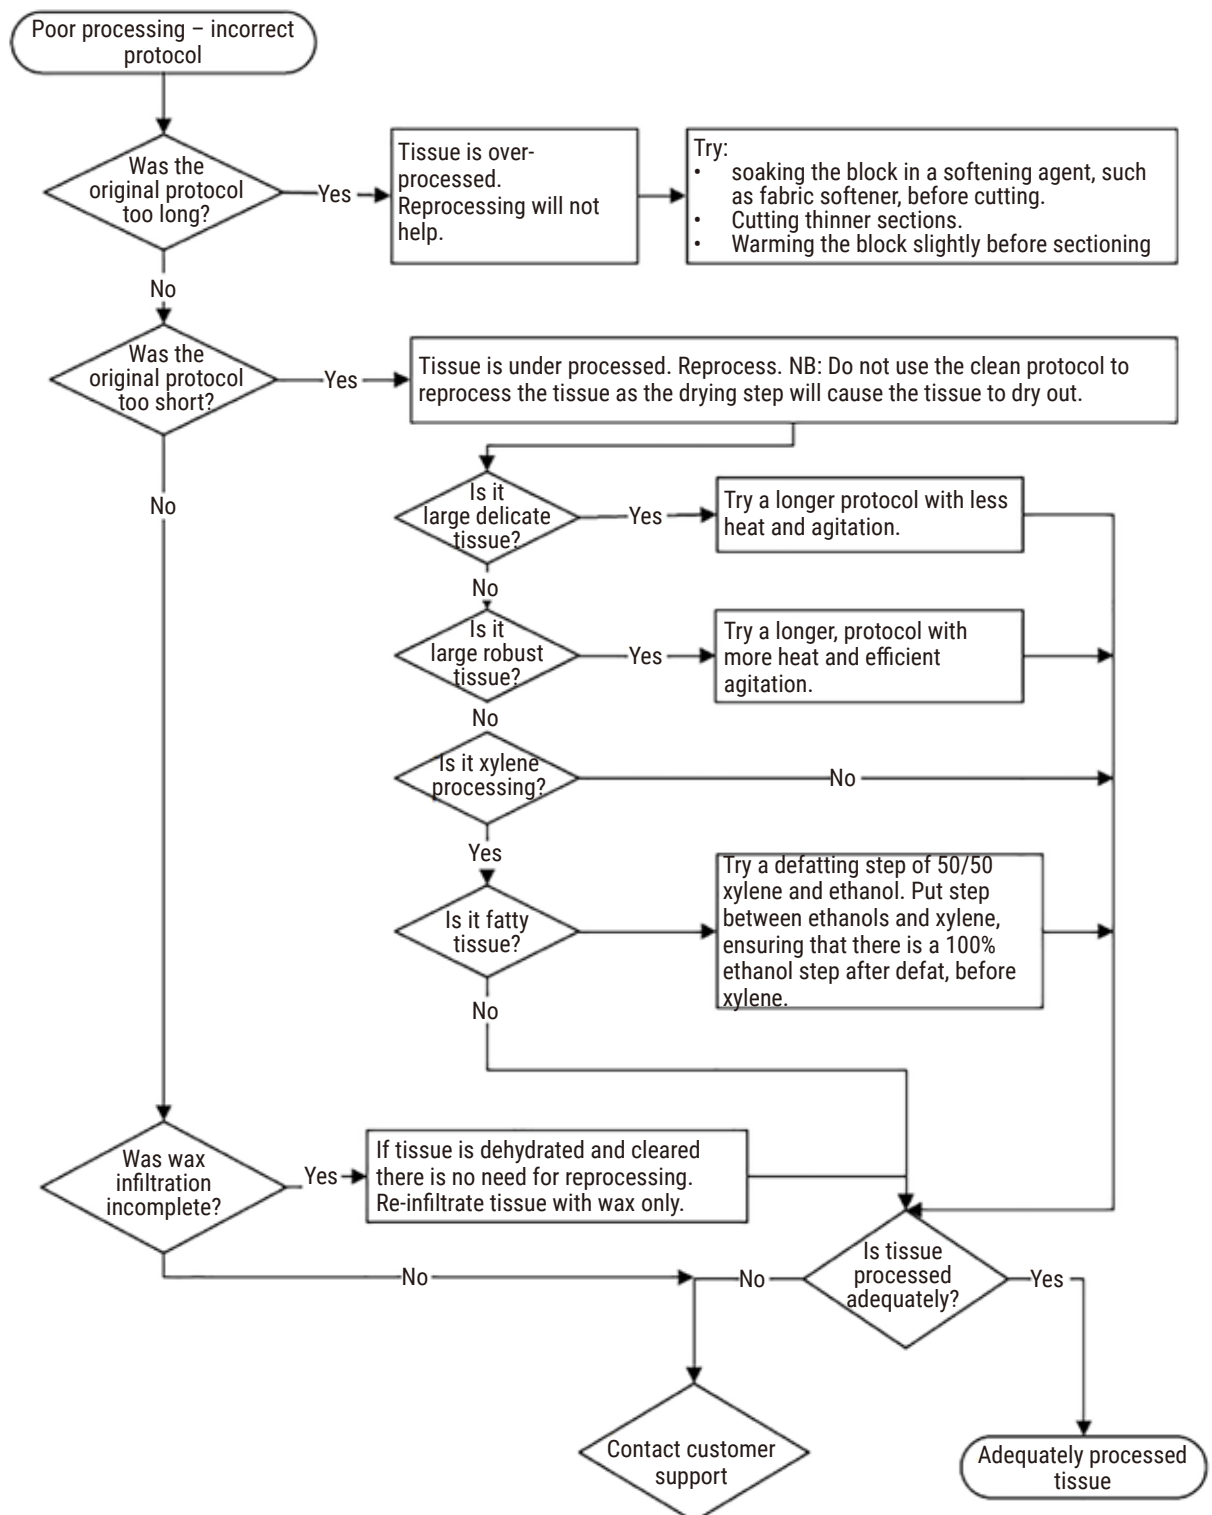 Poor processing – incorrect
protocol
Was the
original protocol
too long?
Yes
Tissue is over-
processed.
Reprocessing will not
help.
Try:
• soaking the block in a softening agent, such
as fabric softener, before cutting.
• Cutting thinner sections.
• Warming the block slightly before sectioning
No
Was the
original protocol
too short?
Yes
Tissue is under processed. Reprocess. NB: Do not use the clean protocol to
reprocess the tissue as the drying step will cause the tissue to dry out.
No
Is it
large delicate
tissue?
Yes
Try a longer protocol with less
heat and agitation.
No
Is it
large robust
tissue?
Yes
Try a longer, protocol with
more heat and efficient
agitation.
No
Is it xylene
processing?
No
Yes
Is it fatty
tissue?
Try a defatting step of 50/50
xylene and ethanol. Put step
between ethanols and xylene,
ensuring that there is a 100%
ethanol step after defat, before
xylene.
No
Was wax
infiltration
incomplete?
Yes
If tissue is dehydrated and cleared
there is no need for reprocessing.
Re-infiltrate tissue with wax only.
No
Is tissue
processed
adequately?
No
Yes
Contact customer
support
Adequately processed
tissue